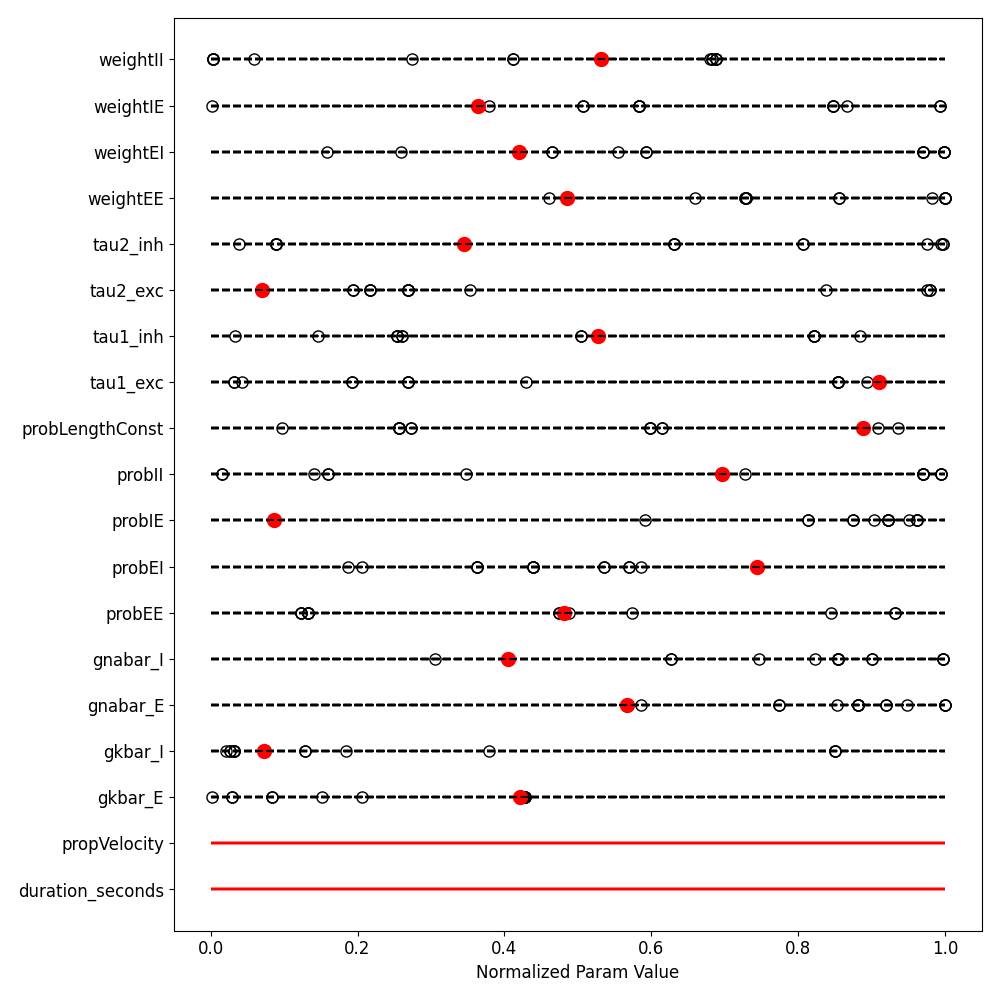 weightII
weightIE
weightEI
weightEE
tau2_inh
tau2_exc
tau1_inh
tau1_exc
probLengthConst
probII
probIE
probEI
probEE
gnabar_I
gnabar_E
gkbar_I
gkbar_E
propVelocity
duration_seconds
0.0 0.2 0.4 0.6 0.8 1.0
Normalized Param Value